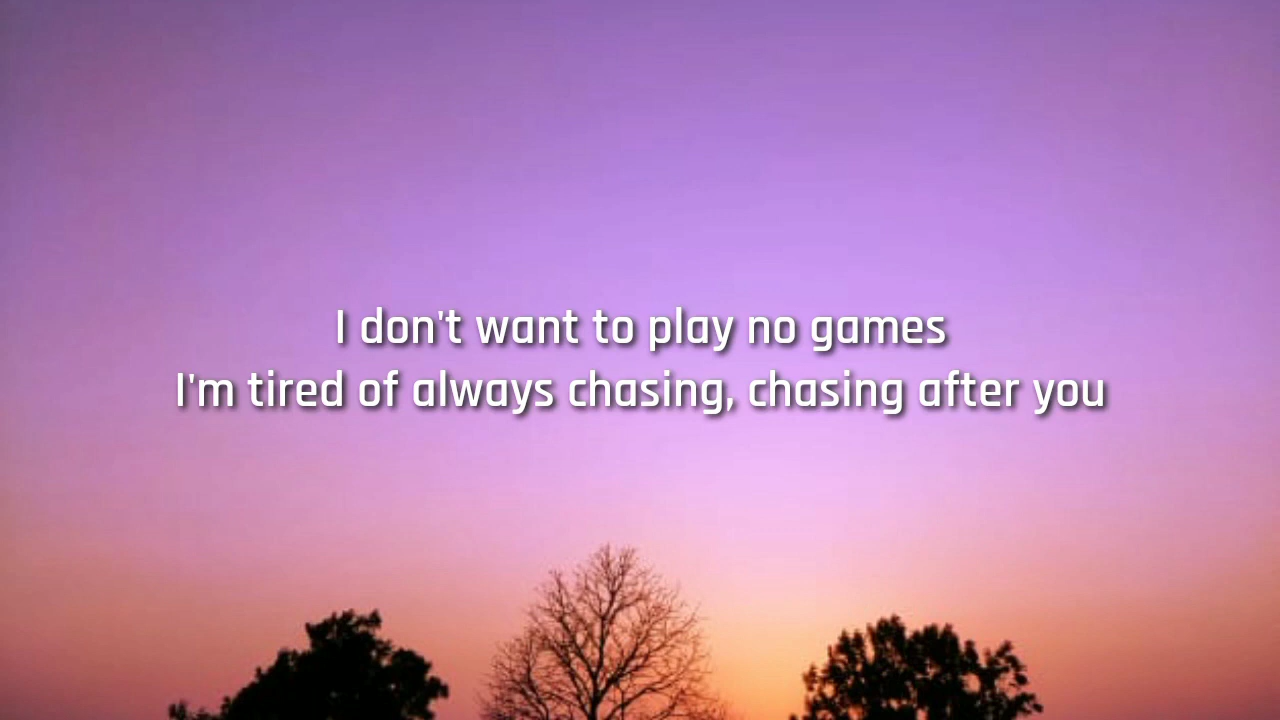 I don't want to play no games
I'm tired of always chasing, chasing after you